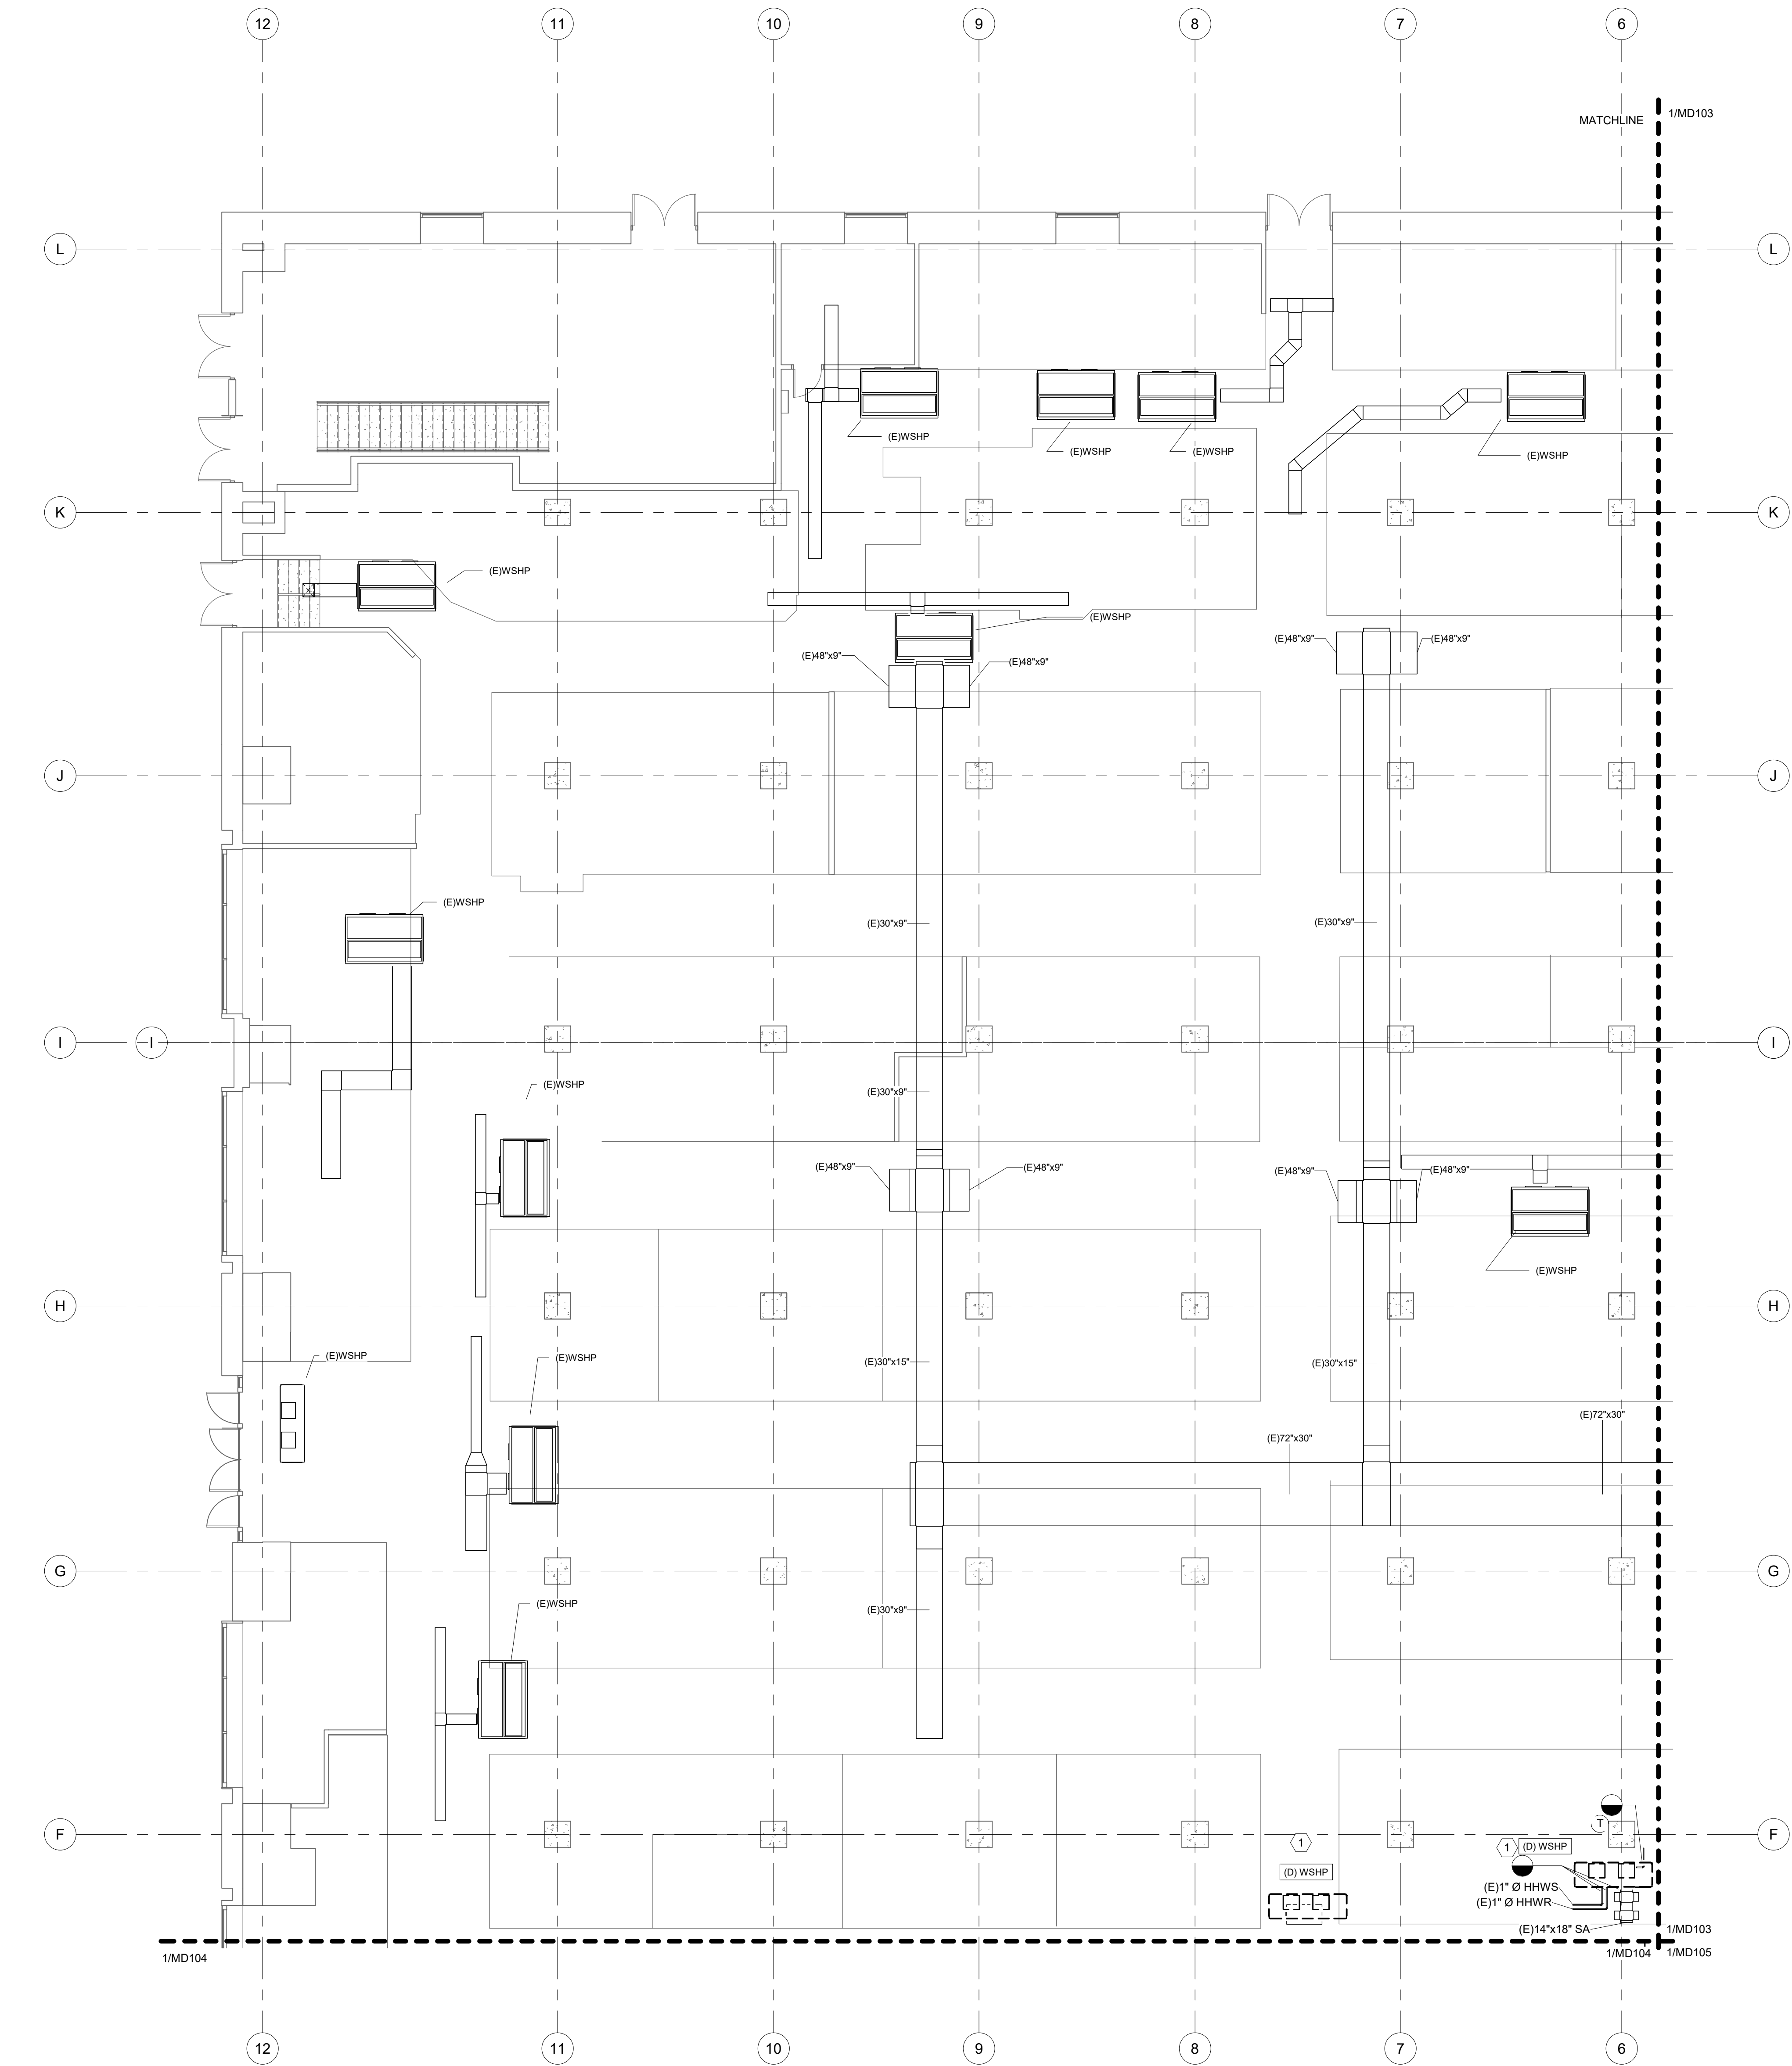 12 11 10 9 8 7 6
MATCHLINE 1/MD103
L L
(E)WSHP
(E)WSHP
(E)WSHP
(E)WSHP
K K
(E)WSHP
(E)WSHP
(E)48"x9" (E)48"x9"
(E)48"x9" (E)48"x9"
J J
(E)WSHP
(E)30"x9" (E)30"x9"
I I I
(E)WSHP
(E)30"x9"
(E)48"x9" (E)48"x9"
(E)48"x9" (E)48"x9"
(E)WSHP
H H
(E)WSHP
(E)WSHP
(E)30"x15" (E)30"x15"
(E)72"x30"
(E)72"x30"
G G
(E)WSHP
(E)30"x9"
T
F F
1
1 (D) WSHP
(D) WSHP
(E)1" Ø HHWS
(E)1" Ø HHWR
(E)14"x18" SA
1/MD103
1/MD104 1/MD104 1/MD105
12 11 10 9 8 7 6